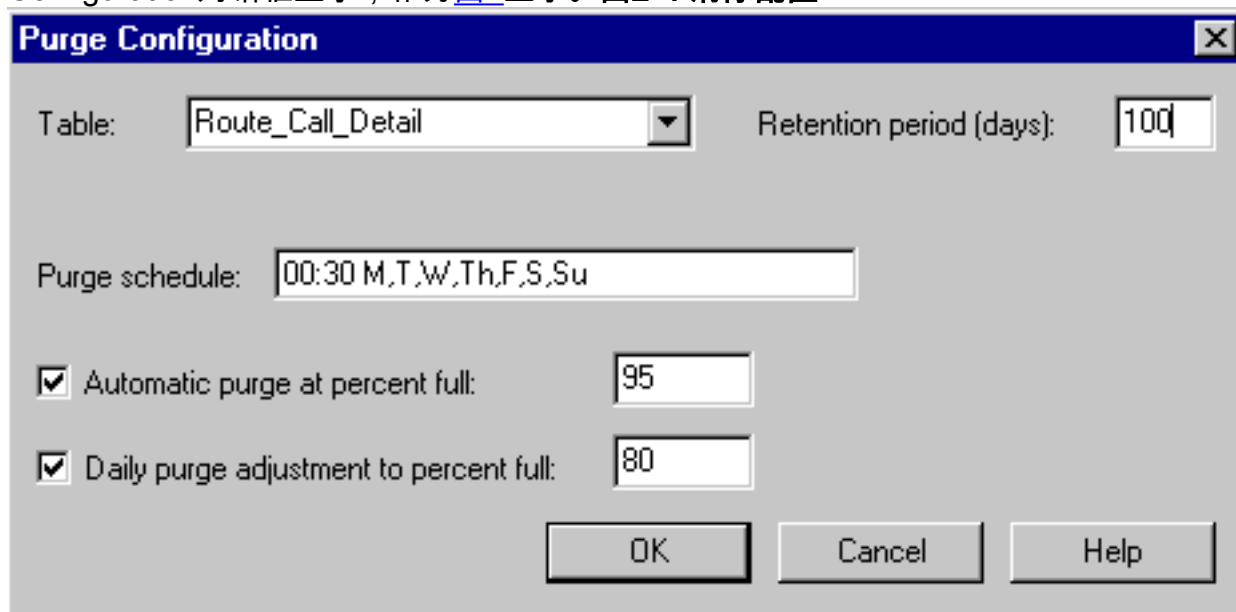 Purge Configuration
Table: Route_Call_Detail Retention period (days): 100
Purge schedule: 00:30 M,T,W,Th,F,S,Su
Automatic purge at percent full: 95
Daily purge adjustment to percent full: 80
OK Cancel Help